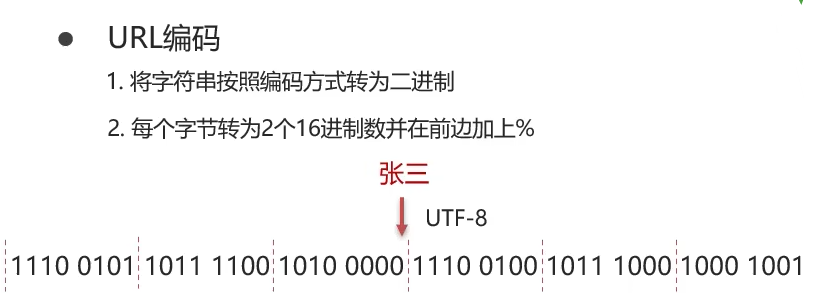 ● URL编码
1. 将字符串按照编码方式转为二进制
2. 每个字节转为2个16进制数并在前边加上%
张三
UTF-8
1110 0101 1011 1100 1010 0000 1110 0100 1011 1000 1000 1001